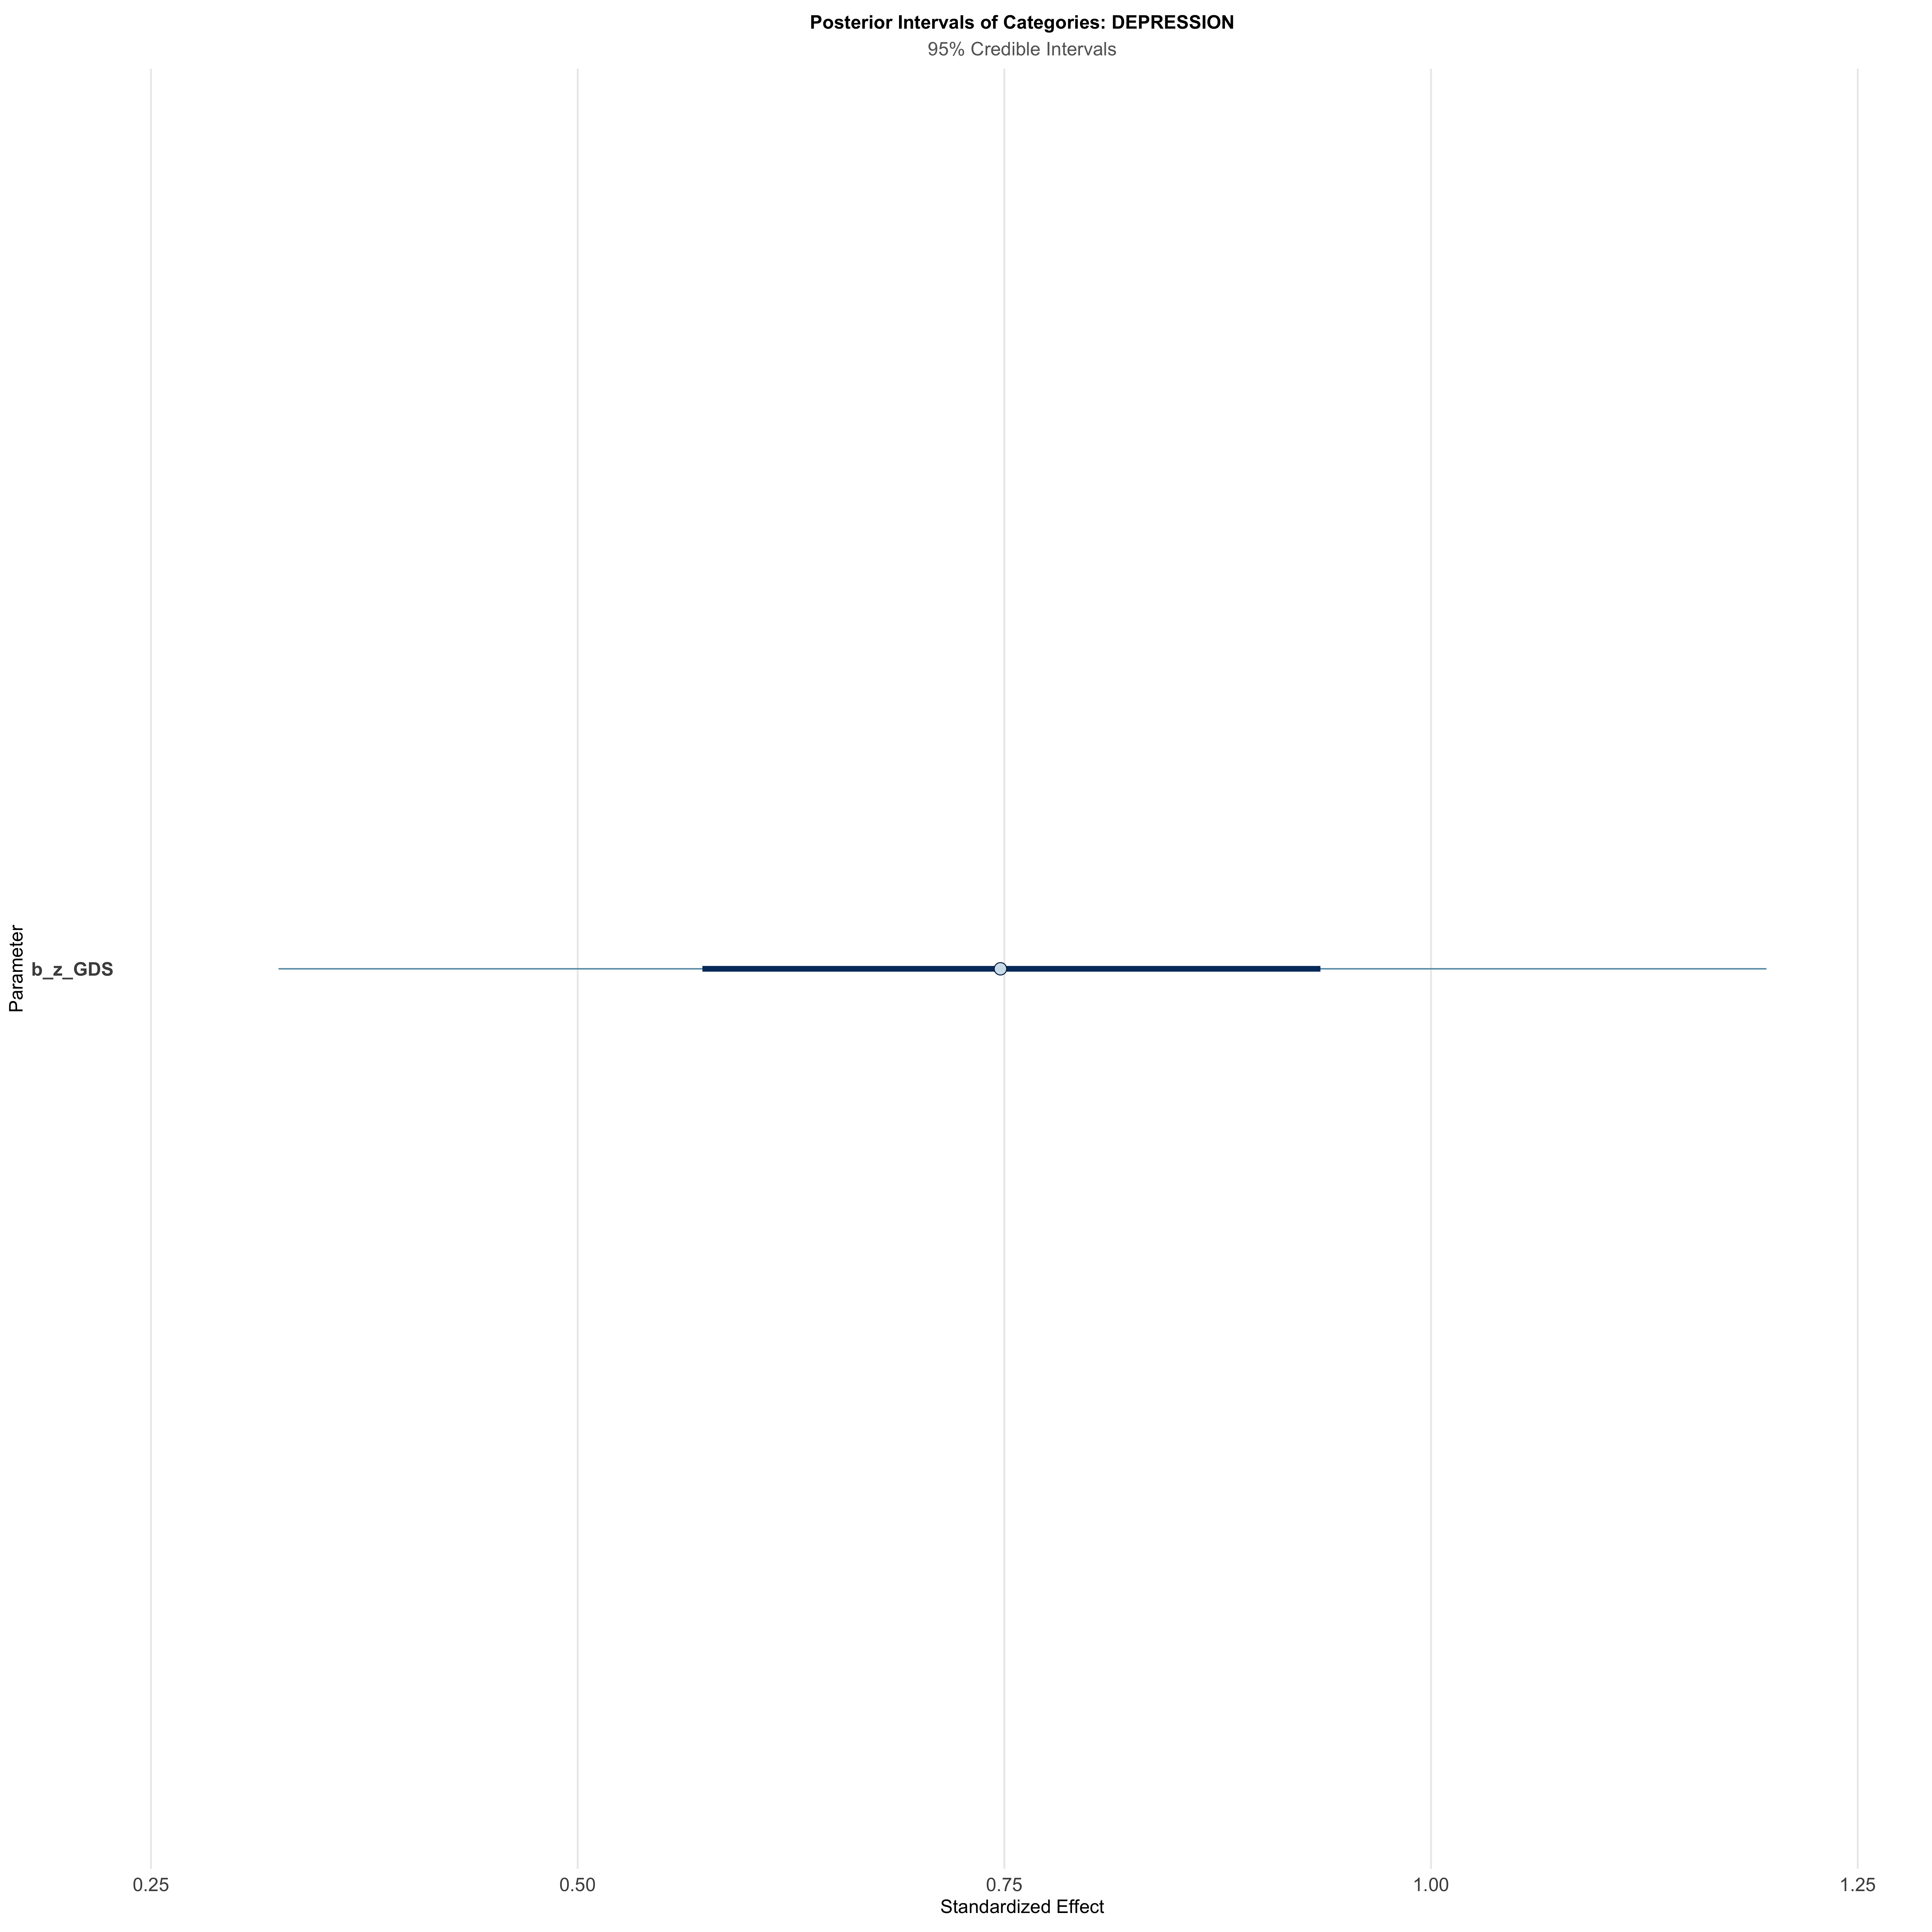 Posterior Intervals of Categories: DEPRESSION
95% Credible Intervals
Parameter
b_z_GDS
0.25 0.50 0.75 1.00 1.25
Standardized Effect